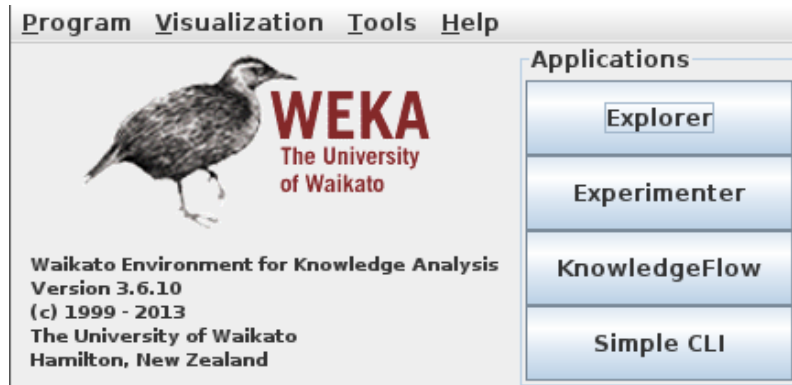 Program Visualization Tools Help
WEKA
The University
of Waikato
Waikato Environment for Knowledge Analysis
Version 3.6.10
(c) 1999 - 2013
The University of Waikato
Hamilton, New Zealand
Applications
Explorer
Experimenter
KnowledgeFlow
Simple CLI